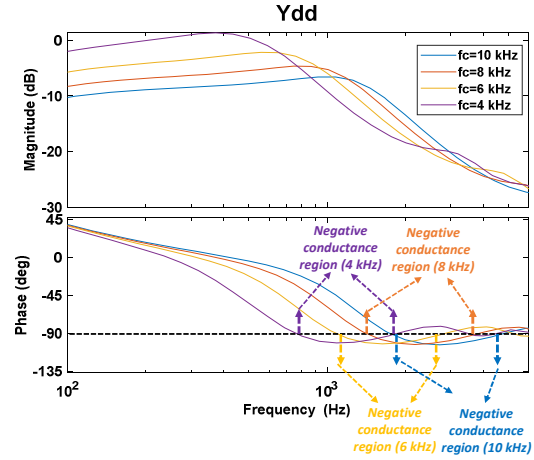 Ydd
Magnitude (dB)
0
-10
-20
-30
fc=10 kHz
fc=8 kHz
fc=6 kHz
fc=4 kHz
Phase (deg)
45
0
-45
-90
-135
Negative
conductance
region (4 kHz)
Negative
conductance
region (8 kHz)
10²
10³
Frequency (Hz)
Negative
conductance
region (6 kHz)
Negative
conductance
region (10 kHz)